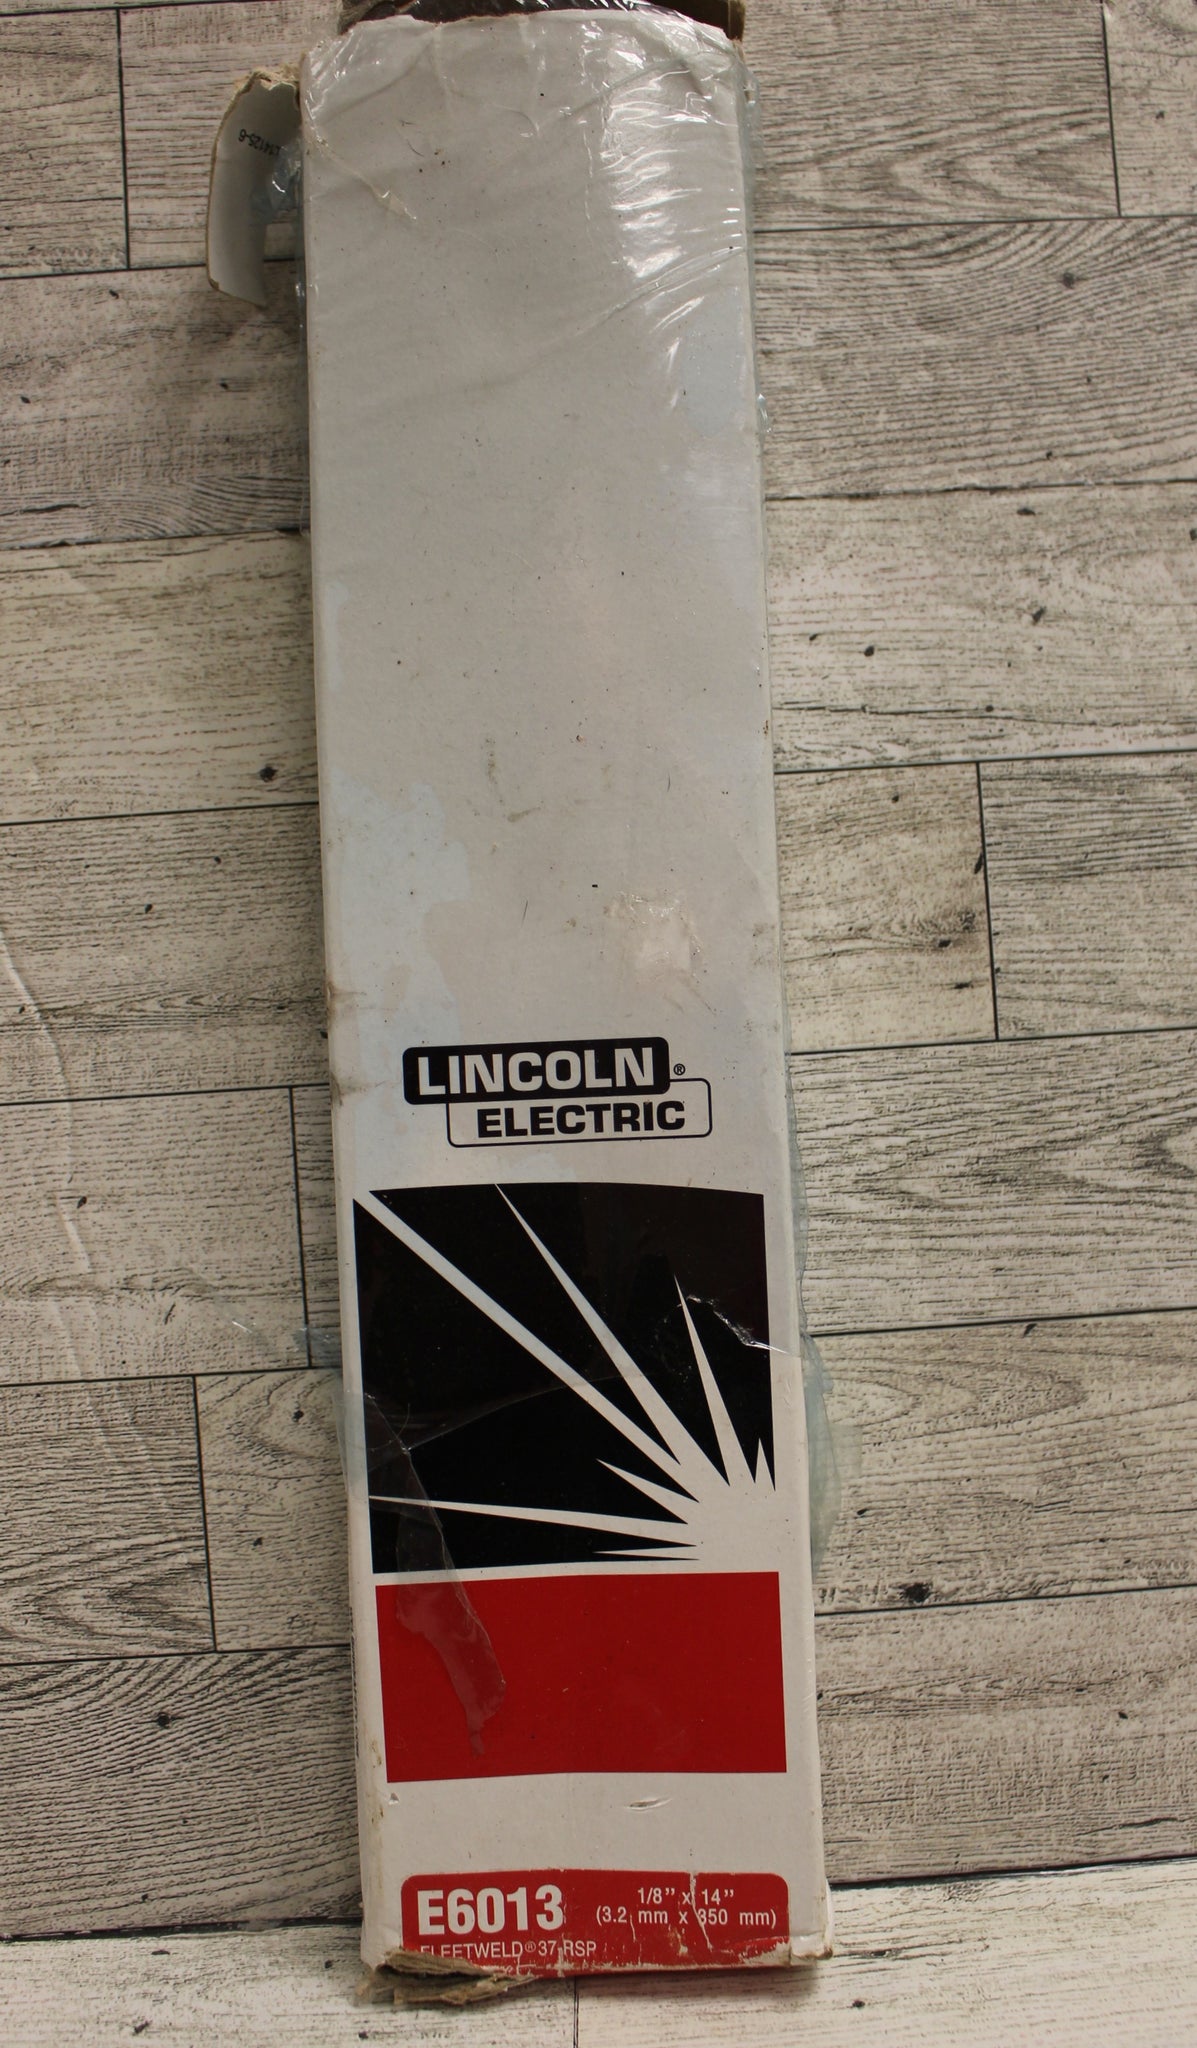 LINCOLN ®
ELECTRIC
E6013
1/8" x 14"
(3.2 mm x 350 mm)
FLEETWELD® 37 RSP